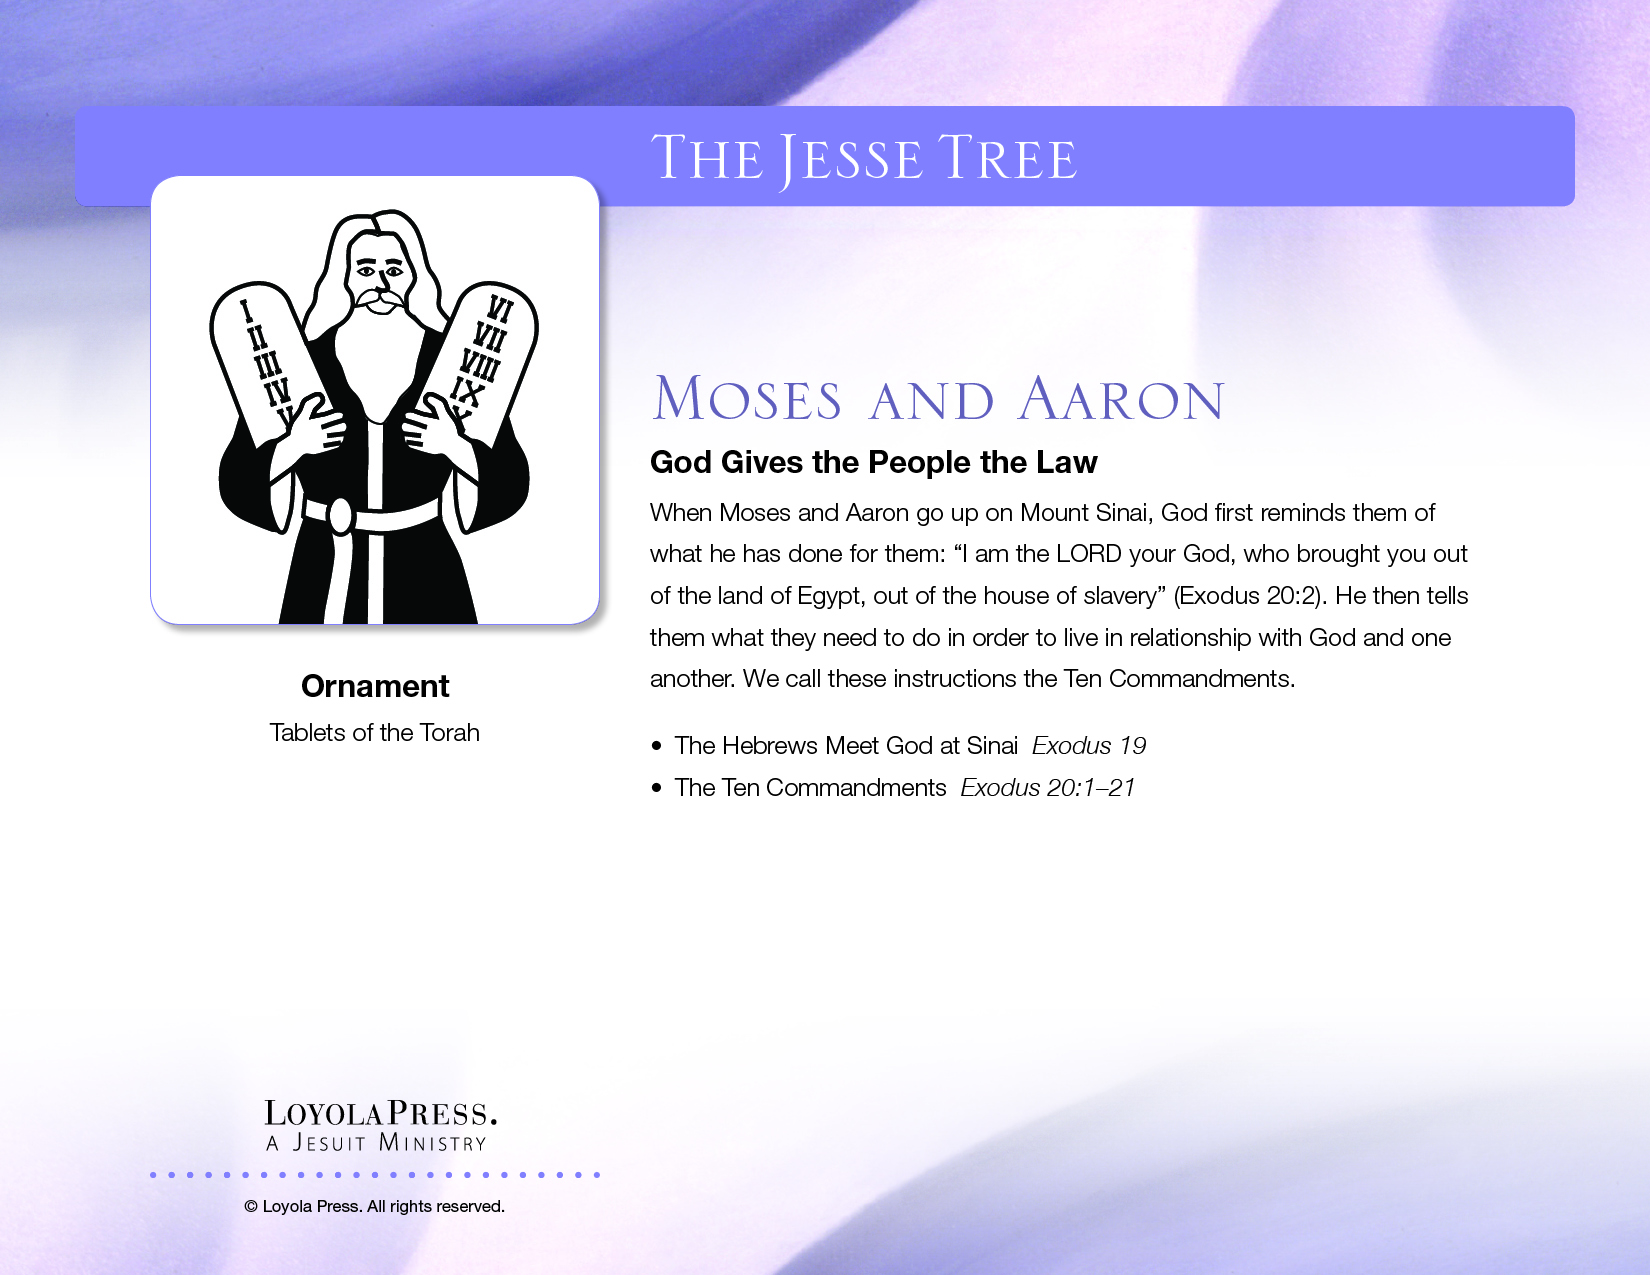 THE JESSE TREE
I
II
III
IV
V
VI
VII
VIII
IX
X
MOSES AND AARON
God Gives the People the Law
When Moses and Aaron go up on Mount Sinai, God first reminds them of
what he has done for them: “I am the LORD your God, who brought you out
of the land of Egypt, out of the house of slavery” (Exodus 20:2). He then tells
them what they need to do in order to live in relationship with God and one
another. We call these instructions the Ten Commandments.
• The Hebrews Meet God at Sinai Exodus 19
• The Ten Commandments Exodus 20:1–21
Ornament
Tablets of the Torah
LOYOLA PRESS.
A JESUIT MINISTRY
© Loyola Press. All rights reserved.